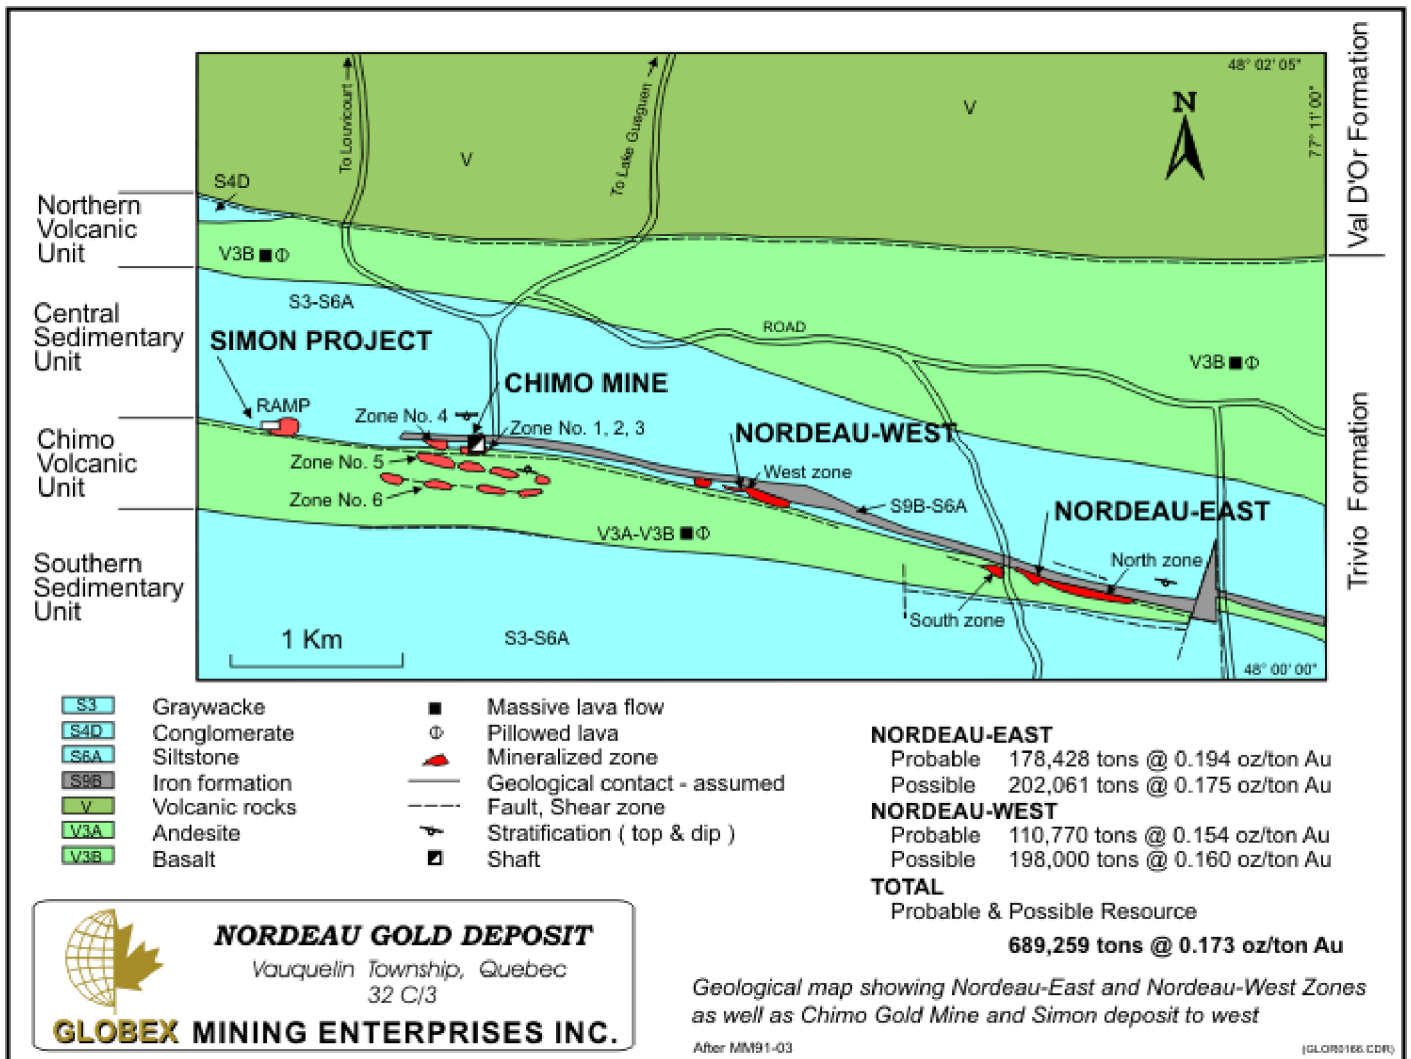 48° 02' 05"
77° 11' 00"
N
V
V
To Louvicourt
To Lake Gueguen
Val D'Or Formation
S4D
Northern
Volcanic
Unit
V3B
S3-S6A
Central
Sedimentary
Unit
SIMON PROJECT
ROAD
V3B
CHIMO MINE
RAMP
Zone No. 4
Zone No. 1, 2, 3
NORDEAU-WEST
Chimo
Volcanic
Unit
Zone No. 5
West zone
Zone No. 6
S9B-S6A
NORDEAU-EAST
Trivio Formation
V3A-V3B
North zone
Southern
Sedimentary
Unit
South zone
1 Km
S3-S6A
48° 00' 00"
S3 Graywacke
S4D Conglomerate
S6A Siltstone
S9B Iron formation
V Volcanic rocks
V3A Andesite
V3B Basalt
Massive lava flow
Pillowed lava
Mineralized zone
Geological contact - assumed
Fault, Shear zone
Stratification ( top & dip )
Shaft
NORDEAU-EAST
Probable 178,428 tons @ 0.194 oz/ton Au
Possible 202,061 tons @ 0.175 oz/ton Au
NORDEAU-WEST
Probable 110,770 tons @ 0.154 oz/ton Au
Possible 198,000 tons @ 0.160 oz/ton Au
TOTAL
Probable & Possible Resource
689,259 tons @ 0.173 oz/ton Au
NORDEAU GOLD DEPOSIT
Vauquelin Township, Quebec
32 C/3
GLOBEX MINING ENTERPRISES INC.
Geological map showing Nordeau-East and Nordeau-West Zones
as well as Chimo Gold Mine and Simon deposit to west
After MM91-03
(GLOR0166.CDR)